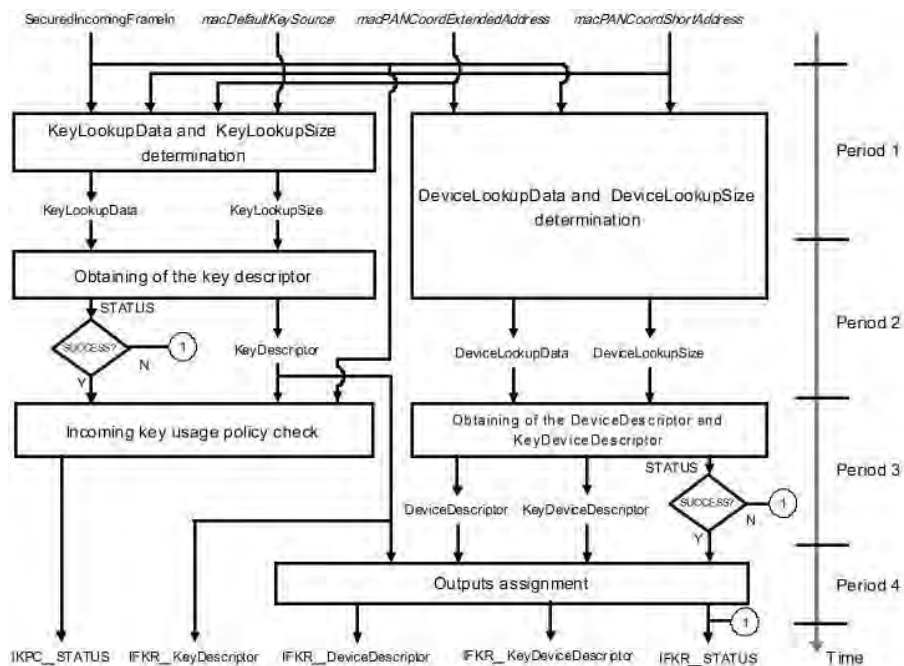 SecuredIncomingFrameIn macDefaultKeySource macPANCoordExtendedAddress macPANCoordShortAddress
KeyLookupData and KeyLookupSize
determination
Period 1
DeviceLookupData and DeviceLookupSize
determination
KeyLookupData KeyLookupSize
Obtaining of the key descriptor
STATUS
Period 2
SUCCESS? 1
KeyDescriptor
N
DeviceLookupData DeviceLookupSize
Y
Incoming key usage policy check
Obtaining of the DeviceDescriptor and
KeyDeviceDescriptor
STATUS
Period 3
DeviceDescriptor KeyDeviceDescriptor
SUCCESS? 1
N
Y
Outputs assignment
Period 4
1
IKPC_STATUS IFKR_KeyDescriptor IFKR_DeviceDescriptor IFKR_KeyDeviceDescriptor IFKR_STATUS Time